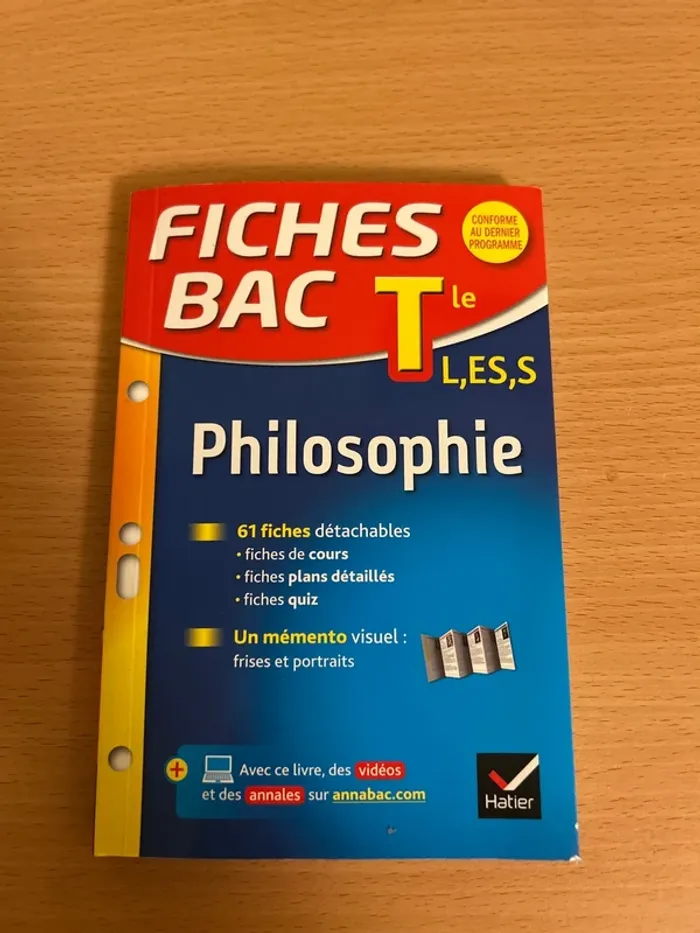 FICHES
BAC
CONFORME
AU DERNIER
PROGRAMME
Tle
L,ES,S
Philosophie
61 fiches détachables
• fiches de cours
• fiches plans détaillés
• fiches quiz
Un mémento visuel :
frises et portraits
+ Avec ce livre, des vidéos
et des annales sur annabac.com
Hatier